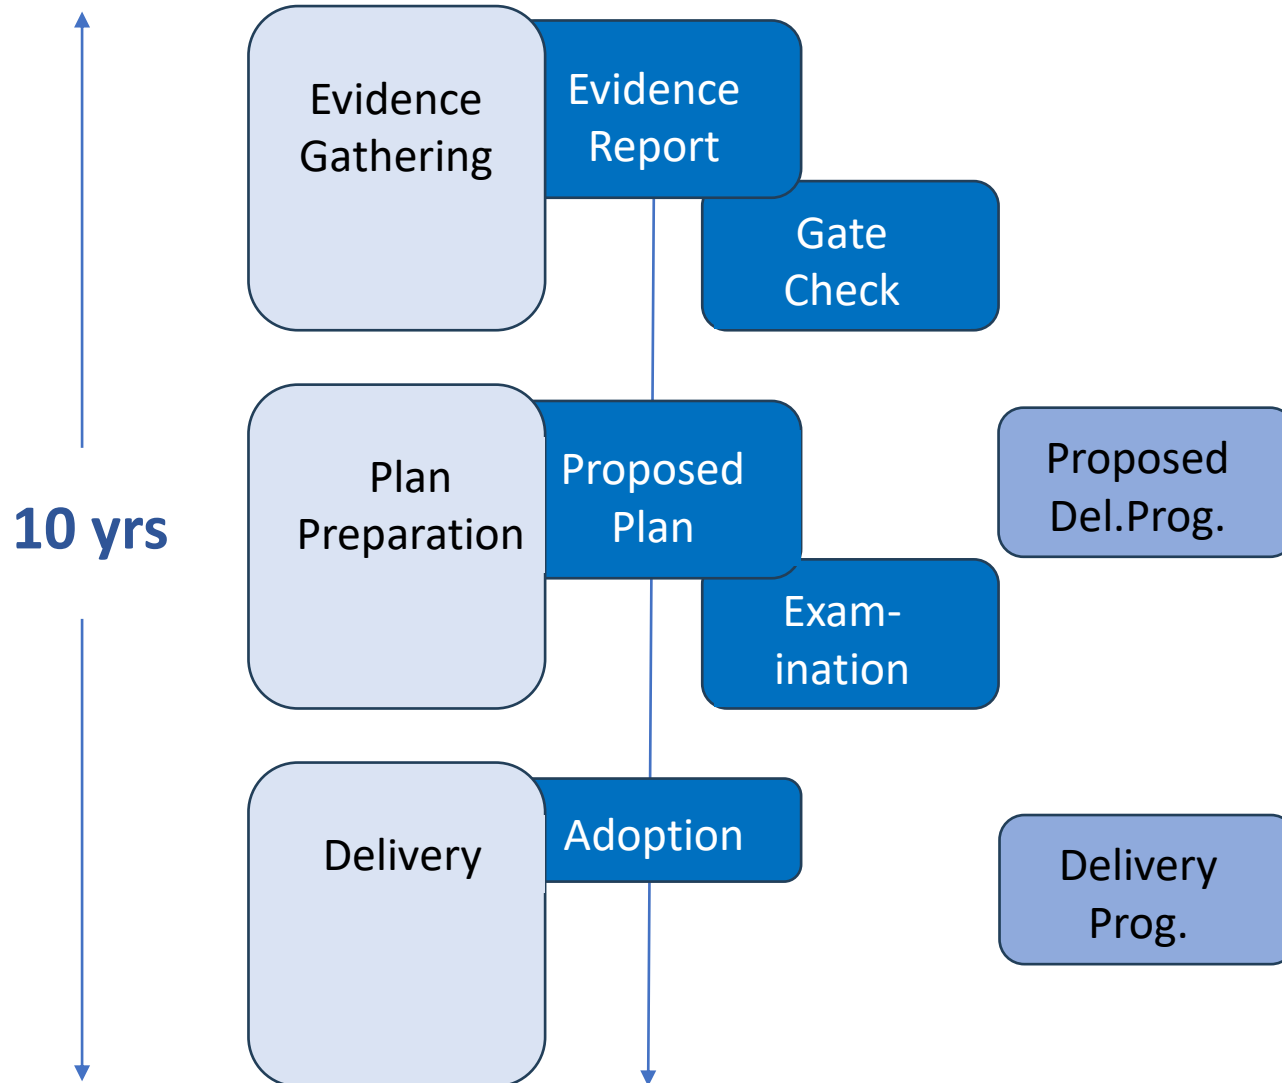 Evidence
Gathering
Evidence
Report
Gate
Check
10 yrs
Plan
Preparation
Proposed
Plan
Exam-
ination
Proposed
Del.Prog.
Delivery
Adoption
Delivery
Prog.